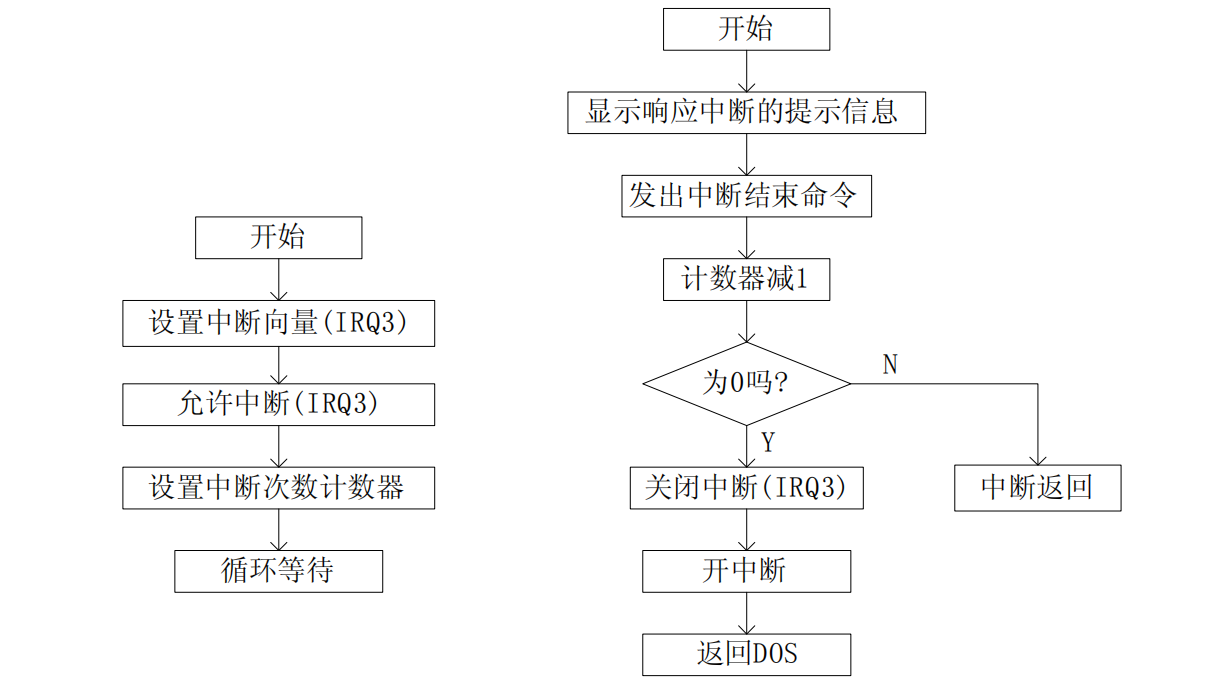 开始
设置中断向量(IRQ3)
允许中断(IRQ3)
设置中断次数计数器
循环等待
开始
显示响应中断的提示信息
发出中断结束命令
计数器减1
为0吗?
N
Y
关闭中断(IRQ3)
中断返回
开中断
返回DOS